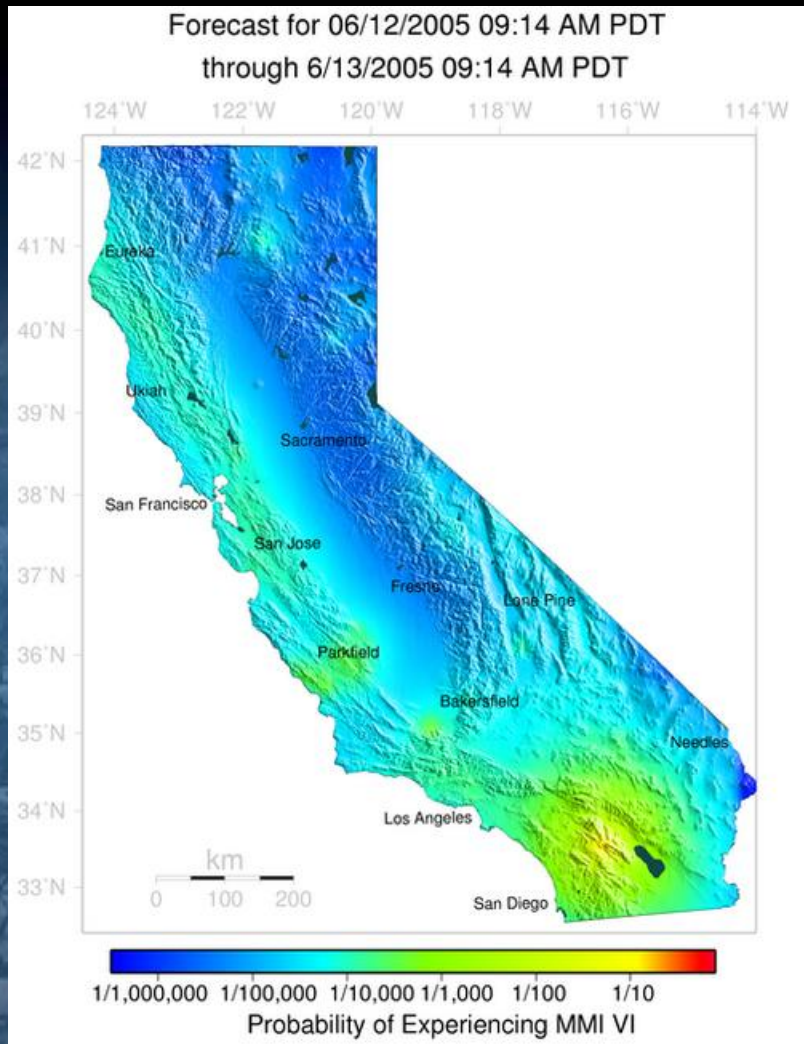 Forecast for 06/12/2005 09:14 AM PDT
through 6/13/2005 09:14 AM PDT
124°W 122°W 120°W 118°W 116°W 114°W
42°N
41°N
Eureka
40°N
Ukiah
39°N
Sacramento
38°N
San Francisco
San Jose
37°N
Fresno
Lone Pine
36°N
Parkfield
Bakersfield
35°N
Needles
34°N
Los Angeles
km
33°N
0 100 200
San Diego
1/1,000,000 1/100,000 1/10,000 1/1,000 1/100 1/10
Probability of Experiencing MMI VI